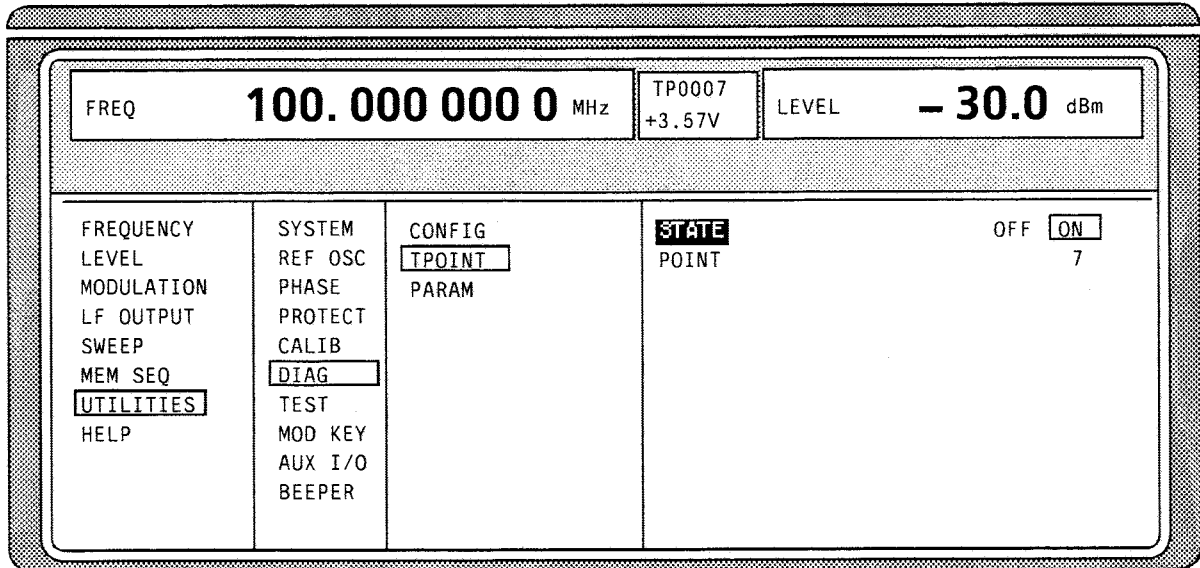 FREQ 100. 000 000 0 MHz
TP0007
+3.57V
LEVEL – 30.0 dBm
FREQUENCY
LEVEL
MODULATION
LF OUTPUT
SWEEP
MEM SEQ
UTILITIES
HELP
SYSTEM
REF OSC
PHASE
PROTECT
CALIB
DIAG
TEST
MOD KEY
AUX I/O
BEEPER
CONFIG
TPOINT
PARAM
STATE OFF ON
POINT 7